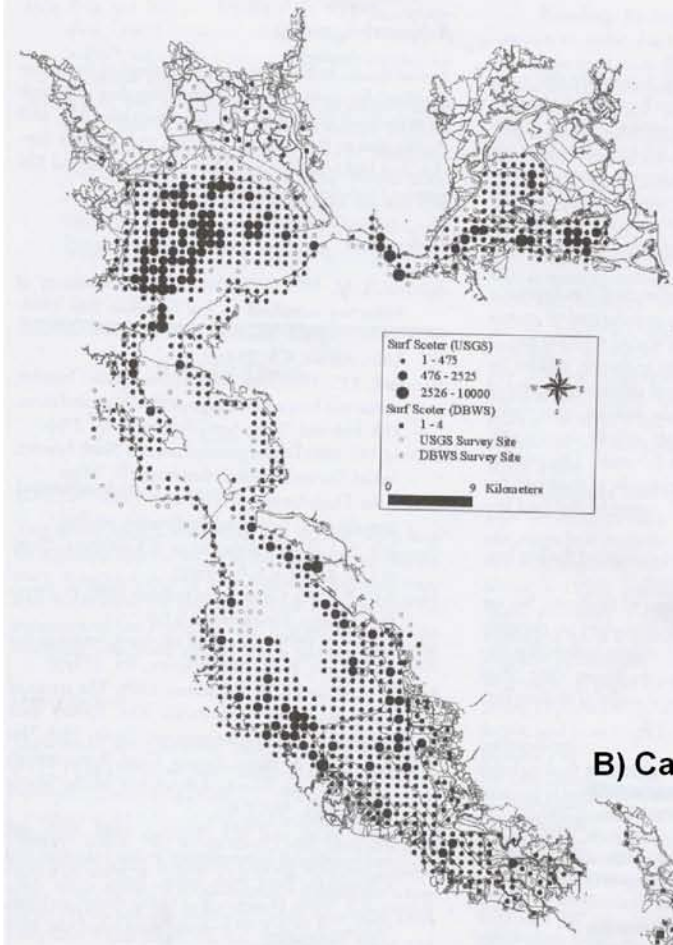 Surf Scoter (USGS)
1 - 475
476 - 2525
2526 - 10000
Surf Scoter (DBWS)
1 - 4
USGS Survey Site
DBWS Survey Site
0 9 Kilometers
B) Ca